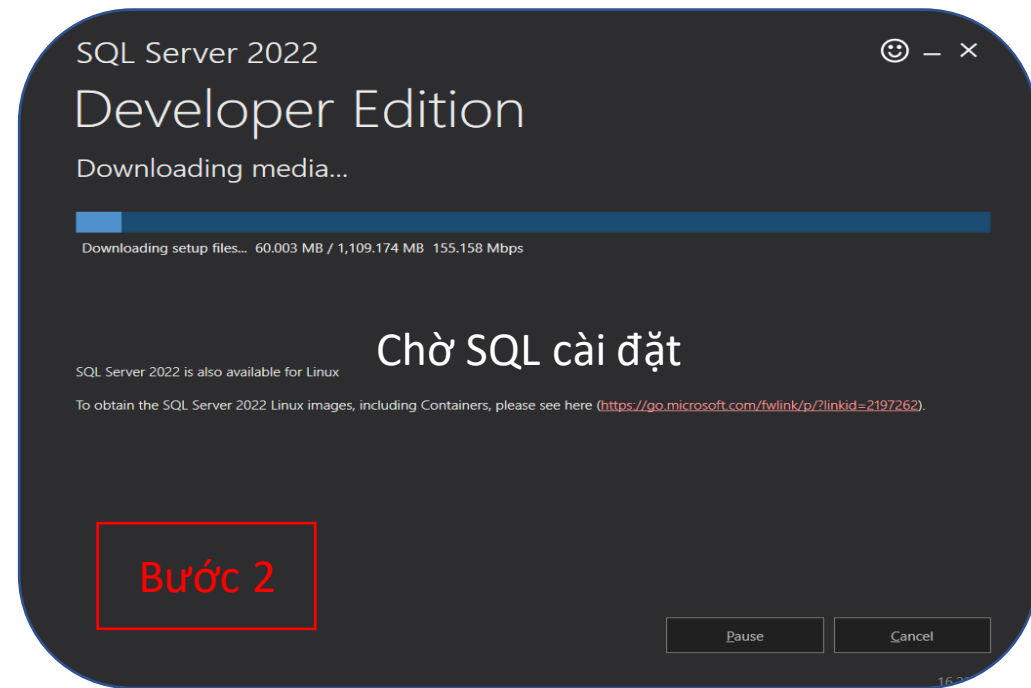 SQL Server 2022
Developer Edition
Downloading media...
Downloading setup files... 60.003 MB / 1,109.174 MB 155.158 Mbps
Chờ SQL cài đặt
SQL Server 2022 is also available for Linux
To obtain the SQL Server 2022 Linux images, including Containers, please see here (https://go.microsoft.com/fwlink/p/?linkid=2197262).
Bước 2
Pause
Cancel